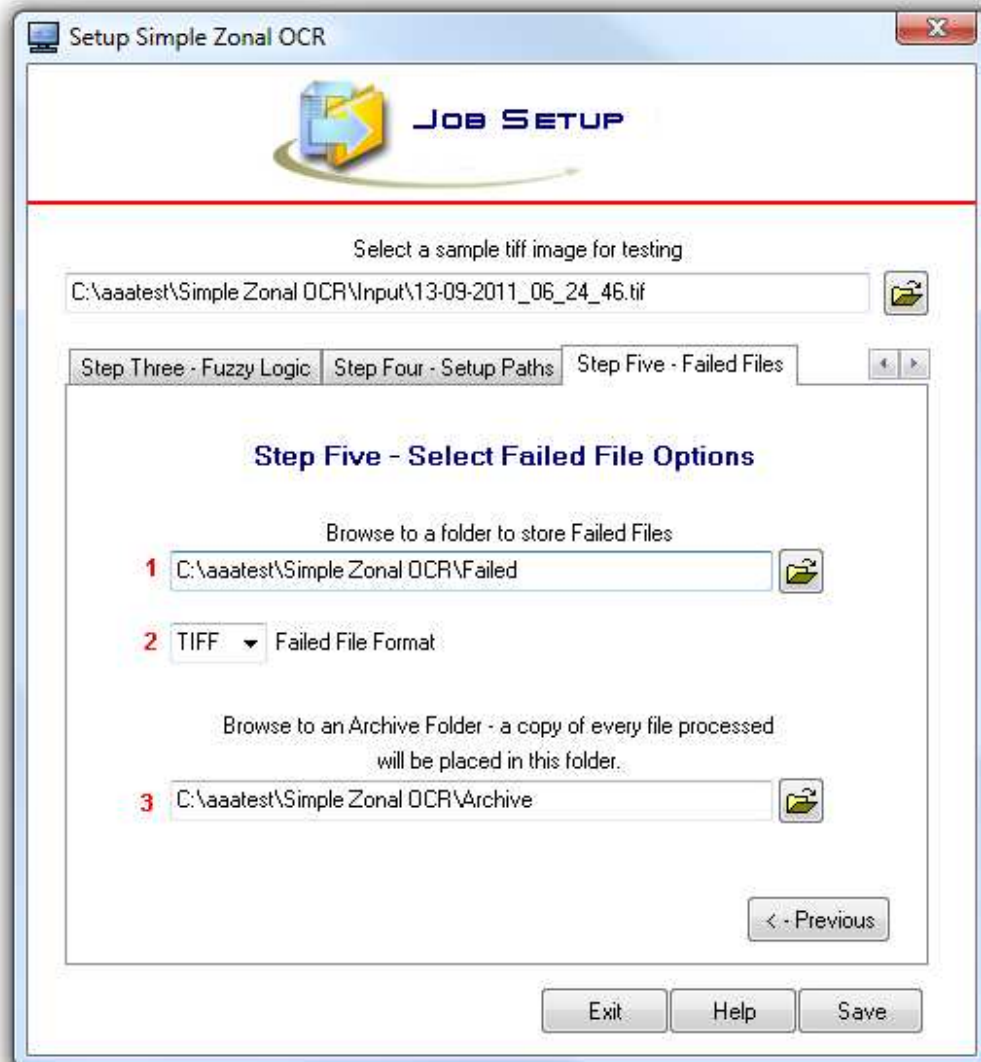 Setup Simple Zonal OCR
JOB SETUP
Select a sample tiff image for testing
C:\aaatest\Simple Zonal OCR\Input\13-09-2011_06_24_46.tif
Step Three - Fuzzy Logic Step Four - Setup Paths Step Five - Failed Files
Step Five - Select Failed File Options
Browse to a folder to store Failed Files
1 C:\aaatest\Simple Zonal OCR\Failed
2 TIFF Failed File Format
Browse to an Archive Folder - a copy of every file processed
will be placed in this folder.
3 C:\aaatest\Simple Zonal OCR\Archive
< - Previous
Exit Help Save